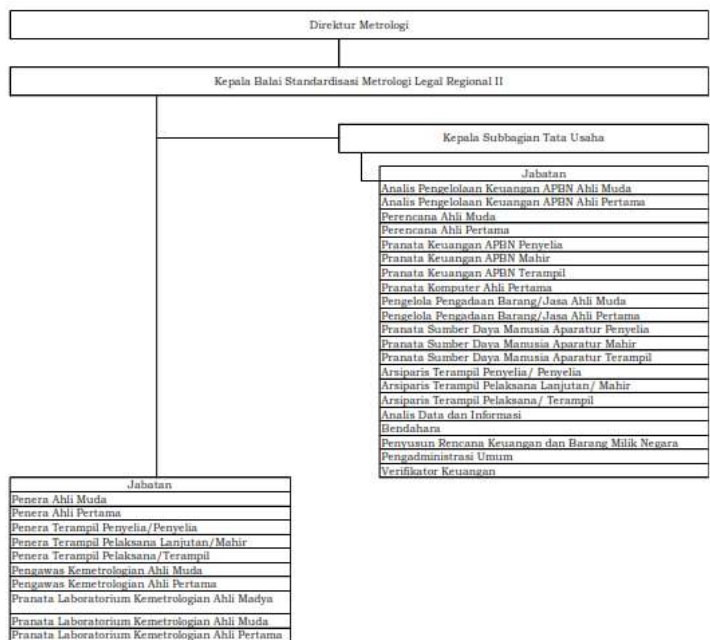 Direktur Metrologi
Kepala Balai Standardisasi Metrologi Legal Regional II
Kepala Subbagian Tata Usaha
Jabatan
Analis Pengelolaan Keuangan APBN Ahli Muda
Analis Pengelolaan Keuangan APBN Ahli Pertama
Perencana Ahli Muda
Perencana Ahli Pertama
Pranata Keuangan APBN Penyelia
Pranata Keuangan APBN Mahir
Pranata Keuangan APBN Terampil
Pranata Komputer Ahli Pertama
Pengelola Pengadaan Barang/Jasa Ahli Muda
Pengelola Pengadaan Barang/Jasa Ahli Pertama
Pranata Sumber Daya Manusia Aparatur Penyelia
Pranata Sumber Daya Manusia Aparatur Mahir
Pranata Sumber Daya Manusia Aparatur Terampil
Arsiparis Terampil Penyelia/ Penyelia
Arsiparis Terampil Pelaksana Lanjutan/ Mahir
Arsiparis Terampil Pelaksana/ Terampil
Analis Data dan Informasi
Bendahara
Penyusun Rencana Keuangan dan Barang Milik Negara
Pengadministrasi Umum
Verifikator Keuangan
Jabatan
Penera Ahli Muda
Penera Ahli Pertama
Penera Terampil Penyelia/Penyelia
Penera Terampil Pelaksana Lanjutan/Mahir
Penera Terampil Pelaksana/Terampil
Pengawas Kemetrologian Ahli Muda
Pengawas Kemetrologian Ahli Pertama
Pranata Laboratorium Kemetrologian Ahli Madya
Pranata Laboratorium Kemetrologian Ahli Muda
Pranata Laboratorium Kemetrologian Ahli Pertama